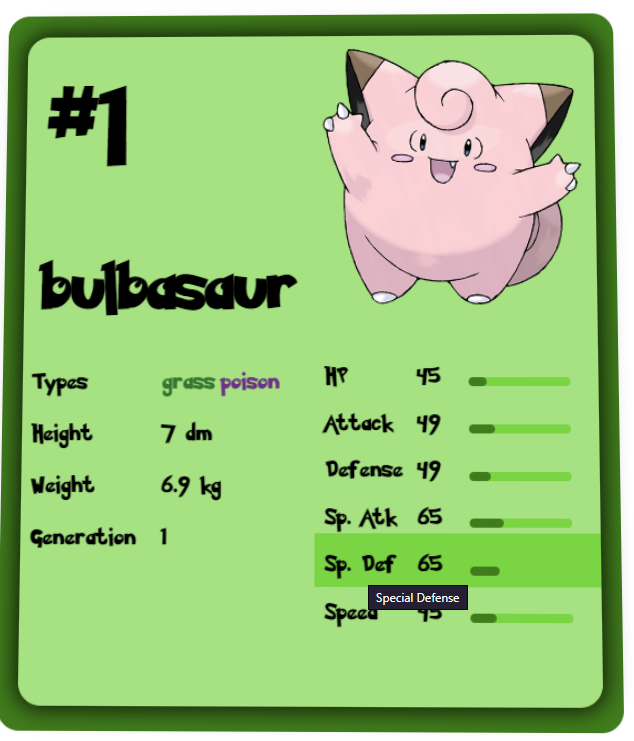 #1
bulbasaur
Types grass poison
Height 7 dm
Weight 6.9 kg
Generation 1
HP 45
Attack 49
Defense 49
Sp. Atk 65
Sp. Def 65
Special Defense
Speed 45